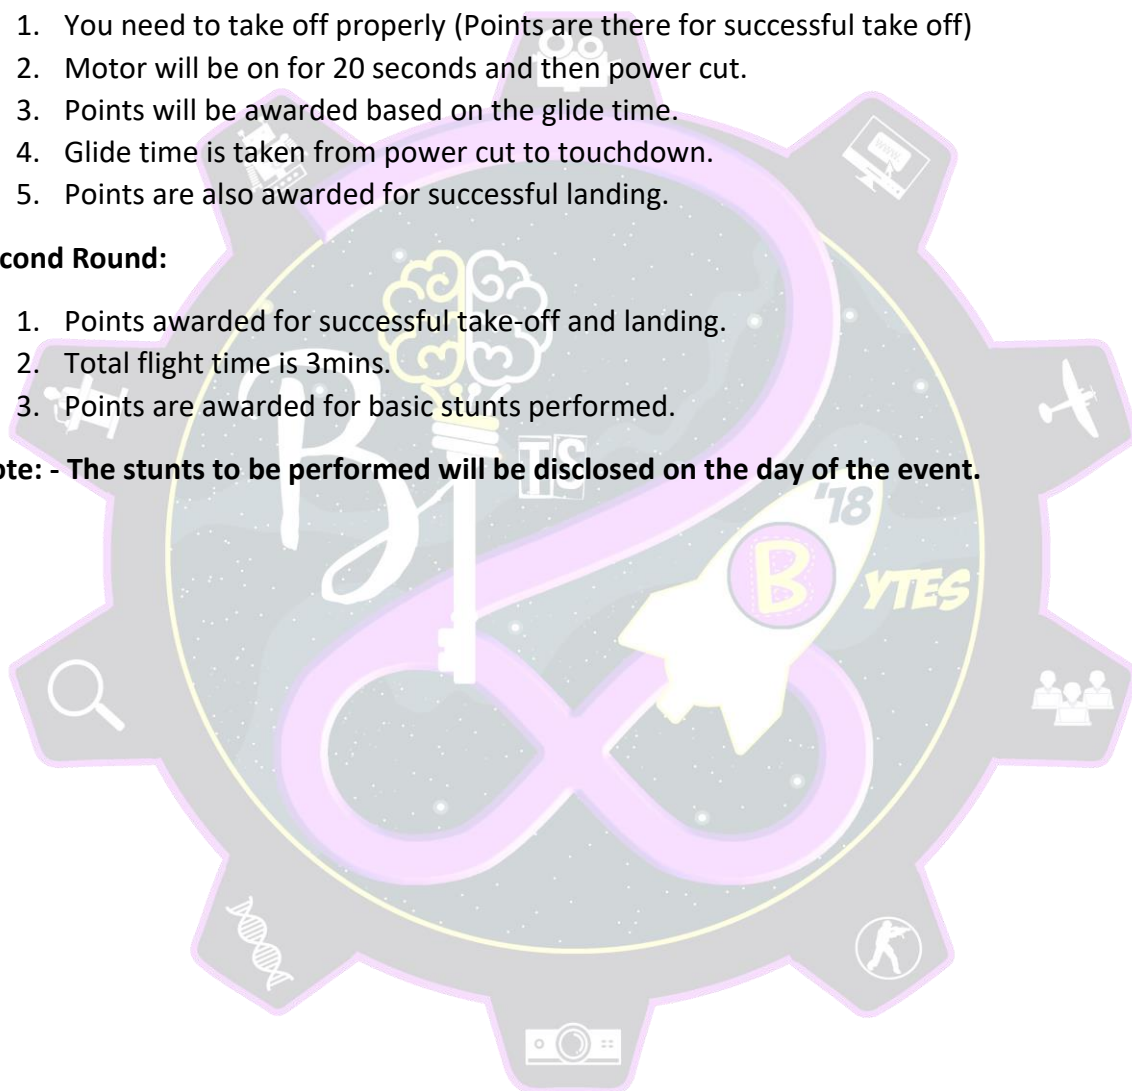 1. You need to take off properly (Points are there for successful take off)
2. Motor will be on for 20 seconds and then power cut.
3. Points will be awarded based on the glide time.
4. Glide time is taken from power cut to touchdown.
5. Points are also awarded for successful landing.
cond Round:
1. Points awarded for successful take-off and landing.
2. Total flight time is 3mins.
3. Points are awarded for basic stunts performed.
ote: - The stunts to be performed will be disclosed on the day of the event.
WWW.
BITS
'18
B YTES